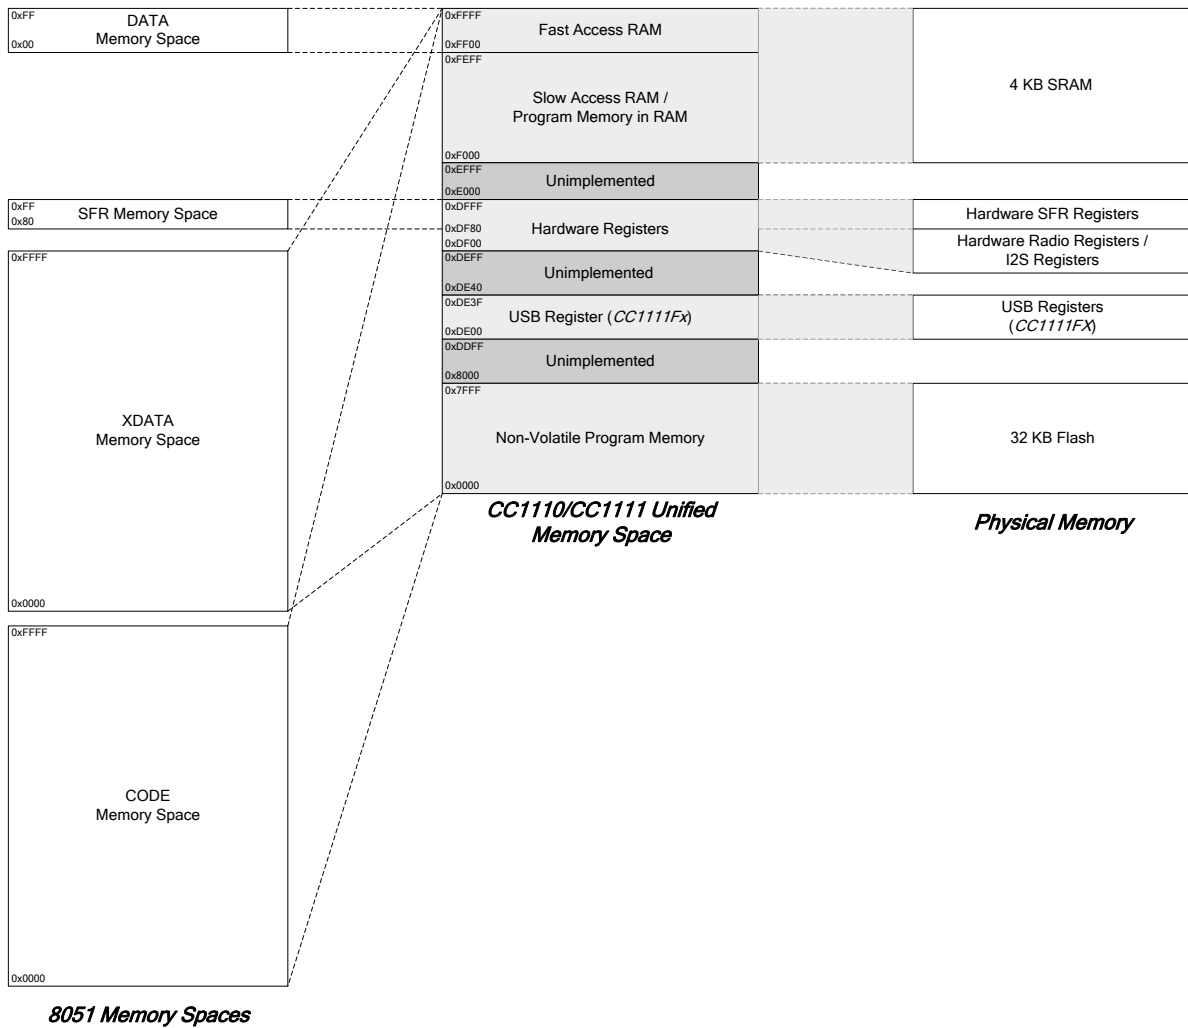 0xFF
DATA
Memory Space
0x00
0xFF
SFR Memory Space
0x80
0xFFFF
XDATA
Memory Space
0x0000
0xFFFF
CODE
Memory Space
0x0000
8051 Memory Spaces
0xFFFF
Fast Access RAM
0xFF00
0xFEFF
Slow Access RAM /
Program Memory in RAM
0xF000
0xEFFF
Unimplemented
0xE000
0xDFFF
0xDF80
Hardware Registers
0xDF00
0xDEFF
Unimplemented
0xDE40
0xDE3F
USB Register (CC1111Fx)
0xDE00
0xDDFF
Unimplemented
0x8000
0x7FFF
Non-Volatile Program Memory
0x0000
CC1110/CC1111 Unified
Memory Space
4 KB SRAM
Hardware SFR Registers
Hardware Radio Registers /
I2S Registers
USB Registers
(CC1111FX)
32 KB Flash
Physical Memory